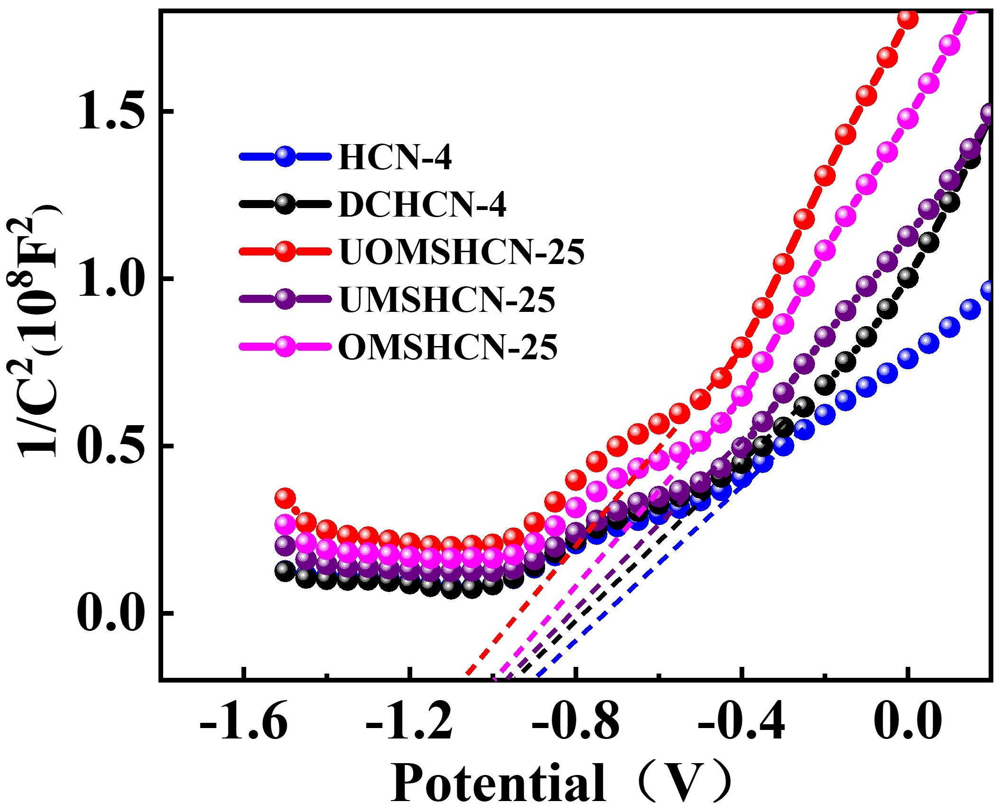 1/C²(10⁸F²)
1.5
1.0
0.5
0.0
HCN-4
DCHCN-4
UOMSHCN-25
UMSHCN-25
OMSHCN-25
-1.6 -1.2 -0.8 -0.4 0.0
Potential（V）